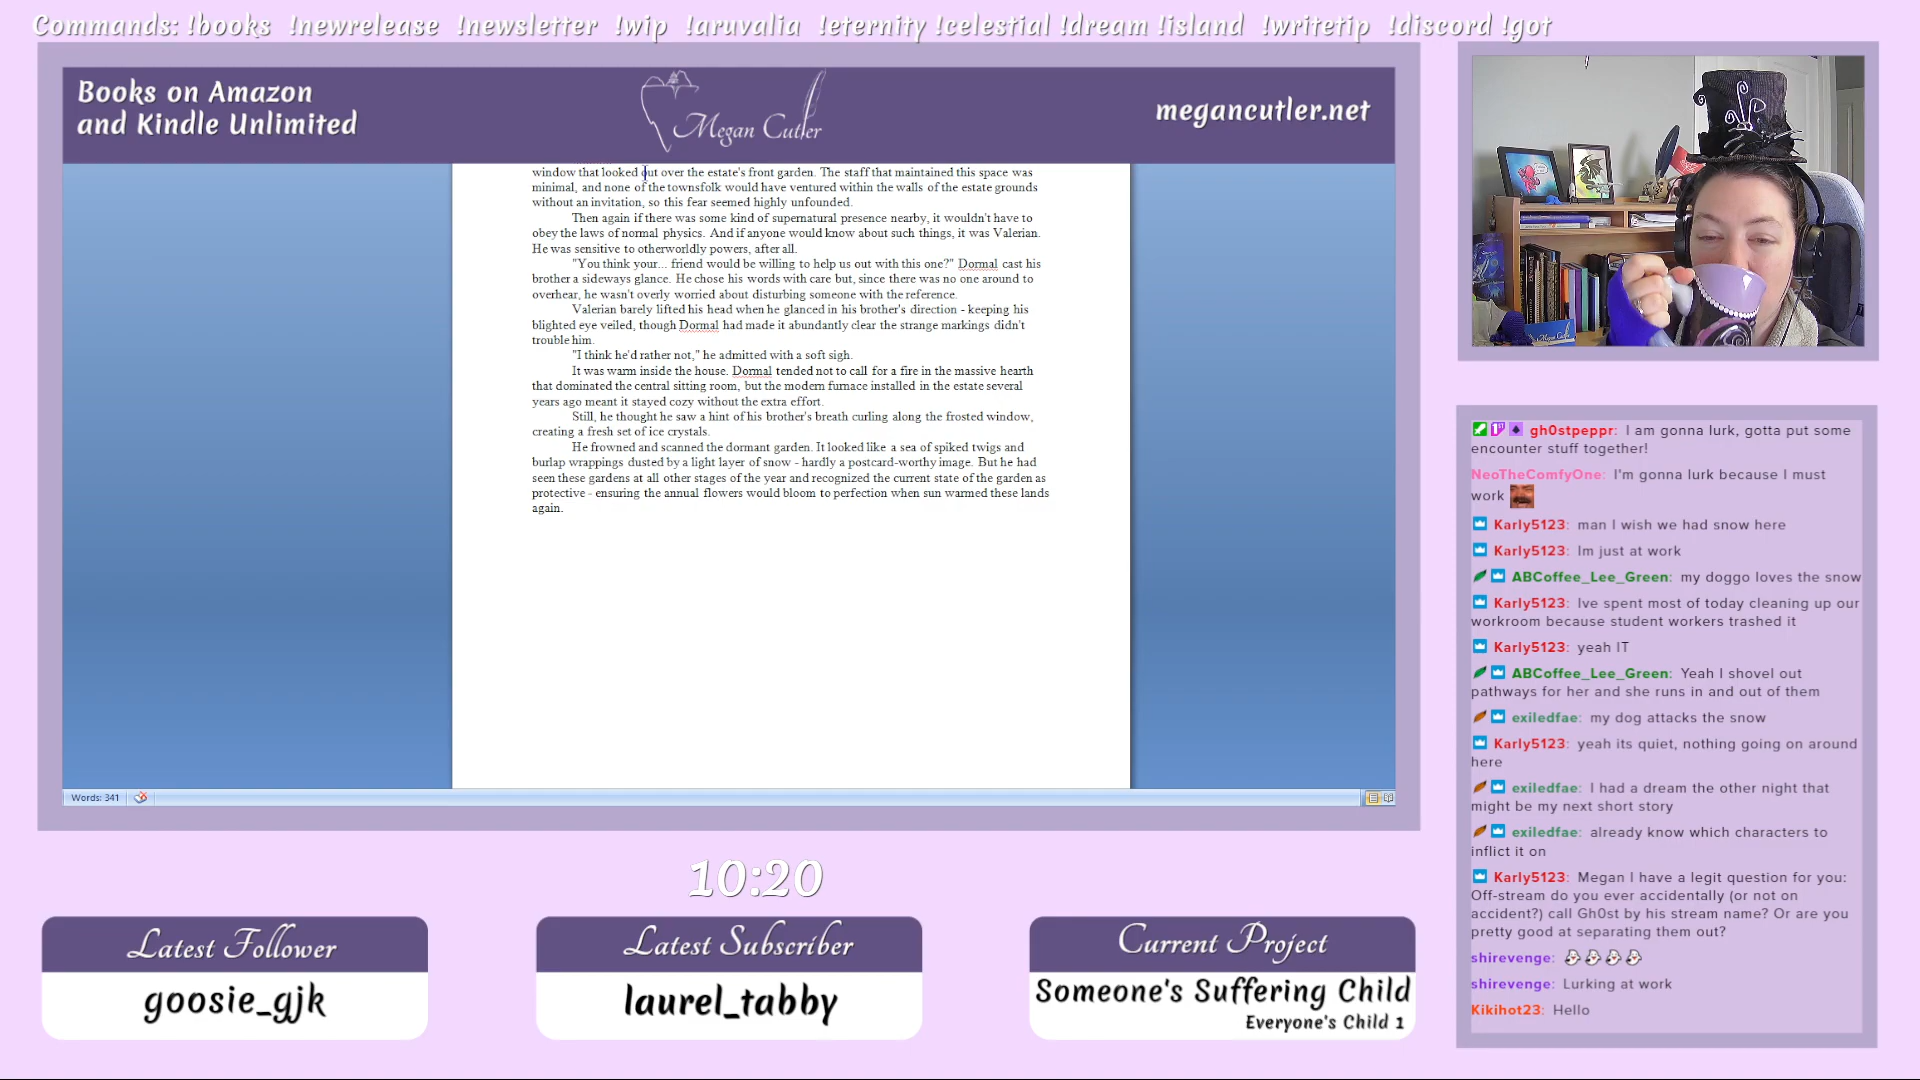 Commands: !books !newrelease !newsletter !wip !aruvalia !eternity !celestial !dream !island !writetip !discord !got
Books on Amazon
and Kindle Unlimited
Megan Cutler
megancutler.net
window that looked out over the estate's front garden. The staff that maintained this space was
minimal, and none of the townsfolk would have ventured within the walls of the estate grounds
without an invitation, so this fear seemed highly unfounded.
Then again if there was some kind of supernatural presence nearby, it wouldn't have to
obey the laws of normal physics. And if anyone would know about such things, it was Valerian.
He was sensitive to otherworldly powers, after all.
"You think your... friend would be willing to help us out with this one?" Dormal cast his
brother a sideways glance. He chose his words with care but, since there was no one around to
overhear, he wasn't overly worried about disturbing someone with the reference.
Valerian barely lifted his head when he glanced in his brother's direction - keeping his
blighted eye veiled, though Dormal had made it abundantly clear the strange markings didn't
trouble him.
"I think he'd rather not," he admitted with a soft sigh.
It was warm inside the house. Dormal tended not to call for a fire in the massive hearth
that dominated the central sitting room, but the modern furnace installed in the estate several
years ago meant it stayed cozy without the extra effort.
Still, he thought he saw a hint of his brother's breath curling along the frosted window,
creating a fresh set of ice crystals.
He frowned and scanned the dormant garden. It looked like a sea of spiked twigs and
burlap wrappings dusted by a light layer of snow - hardly a postcard-worthy image. But he had
seen these gardens at all other stages of the year and recognized the current state of the garden as
protective - ensuring the annual flowers would bloom to perfection when sun warmed these lands
again.
Words: 341
gh0stpeppr: I am gonna lurk, gotta put some
encounter stuff together!
NeoTheComfyOne: I'm gonna lurk because I must
work
Karly5123: man I wish we had snow here
Karly5123: Im just at work
ABCoffee_Lee_Green: my doggo loves the snow
Karly5123: Ive spent most of today cleaning up our
workroom because student workers trashed it
Karly5123: yeah IT
ABCoffee_Lee_Green: Yeah I shovel out
pathways for her and she runs in and out of them
exiledfae: my dog attacks the snow
Karly5123: yeah its quiet, nothing going on around
here
exiledfae: I had a dream the other night that
might be my next short story
exiledfae: already know which characters to
inflict it on
Karly5123: Megan I have a legit question for you:
Off-stream do you ever accidentally (or not on
accident?) call Gh0st by his stream name? Or are you
pretty good at separating them out?
shirevenge:
shirevenge: Lurking at work
Kikihot23: Hello
10:20
Latest Follower
goosie_gjk
Latest Subscriber
laurel_tabby
Current Project
Someone's Suffering Child
Everyone's Child 1